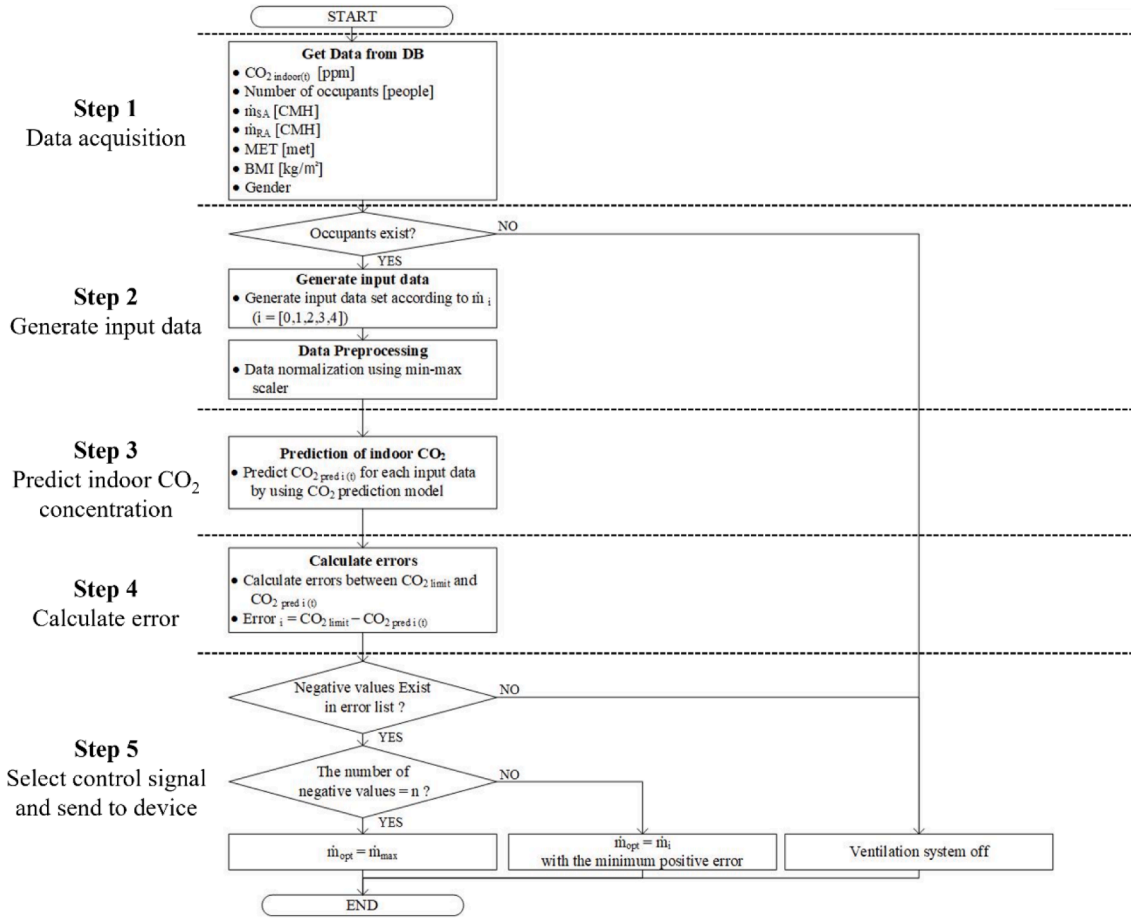 START
Step 1
Data acquisition
Get Data from DB
● CO₂ indoor(t) [ppm]
● Number of occupants [people]
● ṁSA [CMH]
● ṁRA [CMH]
● MET [met]
● BMI [kg/m²]
● Gender
Step 2
Generate input data
Occupants exist?
NO
YES
Generate input data
● Generate input data set according to ṁ i
(i = [0,1,2,3,4])
Data Preprocessing
● Data normalization using min-max
scaler
Step 3
Predict indoor CO₂
concentration
Prediction of indoor CO₂
● Predict CO₂ pred i (t) for each input data
by using CO₂ prediction model
Step 4
Calculate error
Calculate errors
● Calculate errors between CO₂ limit and
CO₂ pred i (t)
● Error i = CO₂ limit − CO₂ pred i (t)
Step 5
Select control signal
and send to device
Negative values Exist
in error list ?
NO
YES
The number of
negative values = n ?
NO
YES
ṁopt = ṁmax
ṁopt = ṁi
with the minimum positive error
Ventilation system off
END